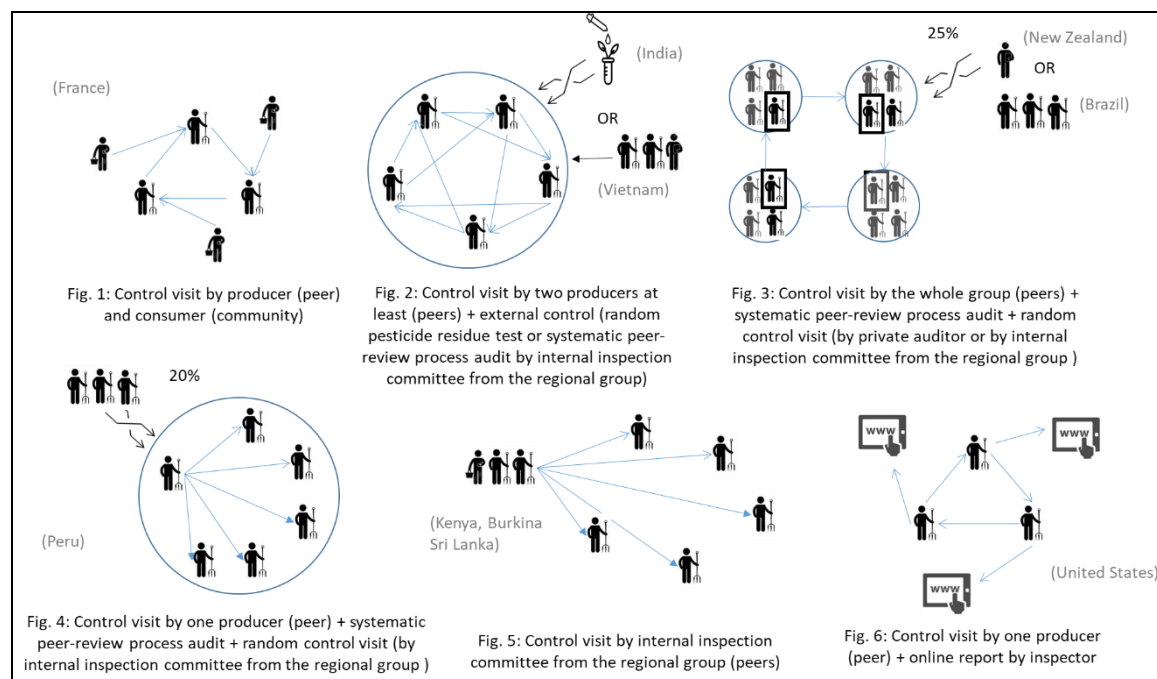 (France)
Fig. 1: Control visit by producer (peer)
and consumer (community)
(India)
OR
(Vietnam)
Fig. 2: Control visit by two producers at
least (peers) + external control (random
pesticide residue test or systematic peer-
review process audit by internal inspection
committee from the regional group)
25%
(New Zealand)
OR
(Brazil)
Fig. 3: Control visit by the whole group (peers) +
systematic peer-review process audit + random
control visit (by private auditor or by internal
inspection committee from the regional group )
20%
(Peru)
Fig. 4: Control visit by one producer (peer) + systematic
peer-review process audit + random control visit (by
internal inspection committee from the regional group )
(Kenya, Burkina
Sri Lanka)
Fig. 5: Control visit by internal inspection
committee from the regional group (peers)
www
www
www
(United States)
Fig. 6: Control visit by one producer
(peer) + online report by inspector